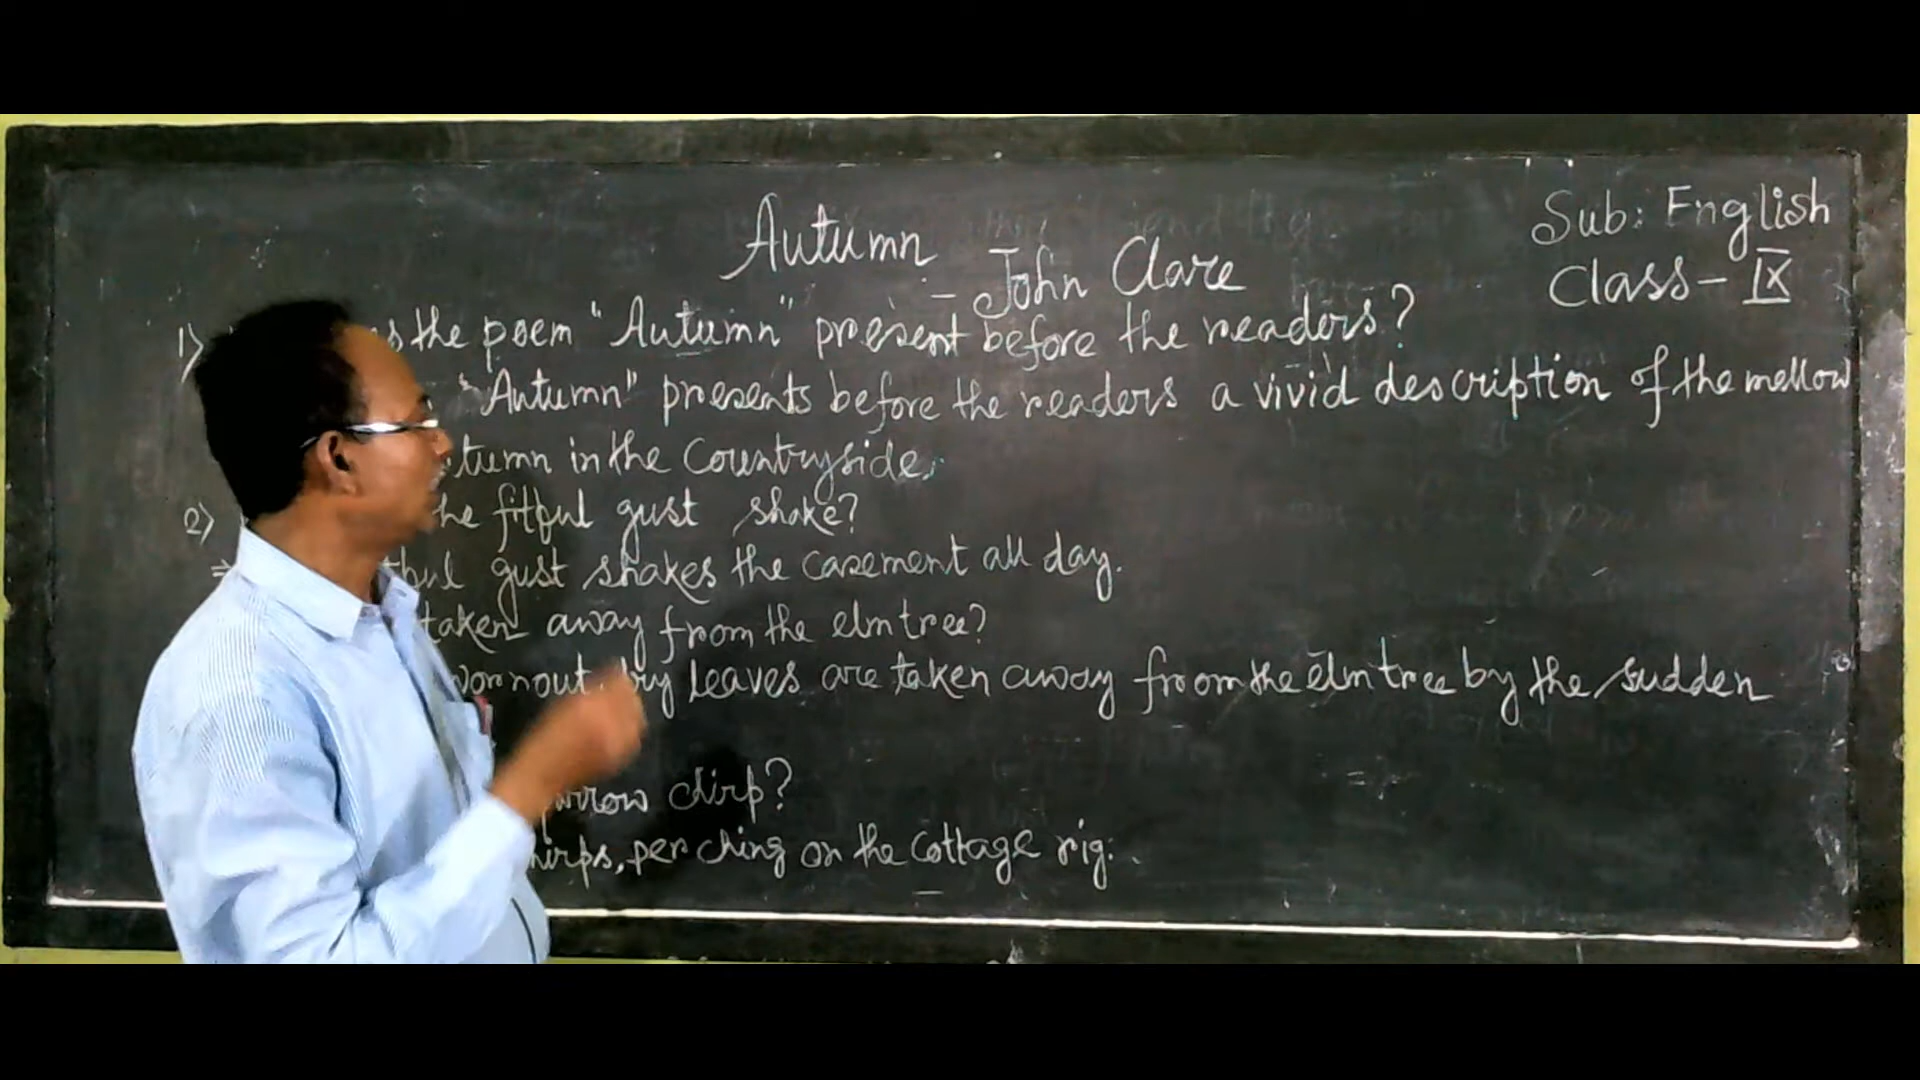 Sub: English
Autumn
- John Clare
Class- IX
1) the poem "Autumn" present before the readers?
"Autumn" presents before the readers a vivid description of the mellow
tumn in the Countryside.
2) he fitful gust shake?
⇒ tful gust shakes the casement all day.
taken away from the elm tree?
wornout, dry leaves are taken away from the elm tree by the sudden
parrow chirp?
hirps, perching on the cottage rig.